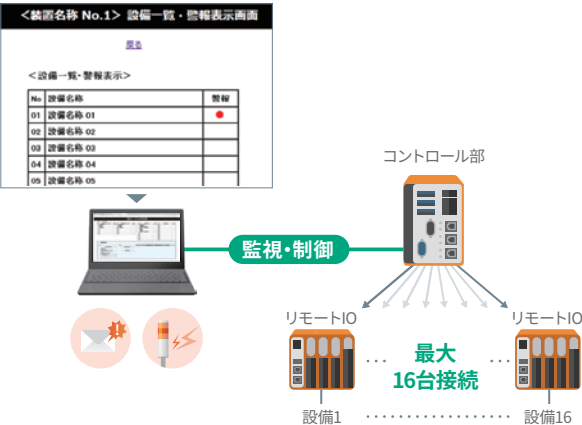 ＜装置名称 No.1＞ 設備一覧・警報表示画面
戻る
＜設備一覧・警報表示＞
No 設備名称 警報
01 設備名称 01
02 設備名称 02
03 設備名称 03
04 設備名称 04
05 設備名称 05
コントロール部
監視・制御
リモートIO
リモートIO
最大
16台接続
設備1
設備16